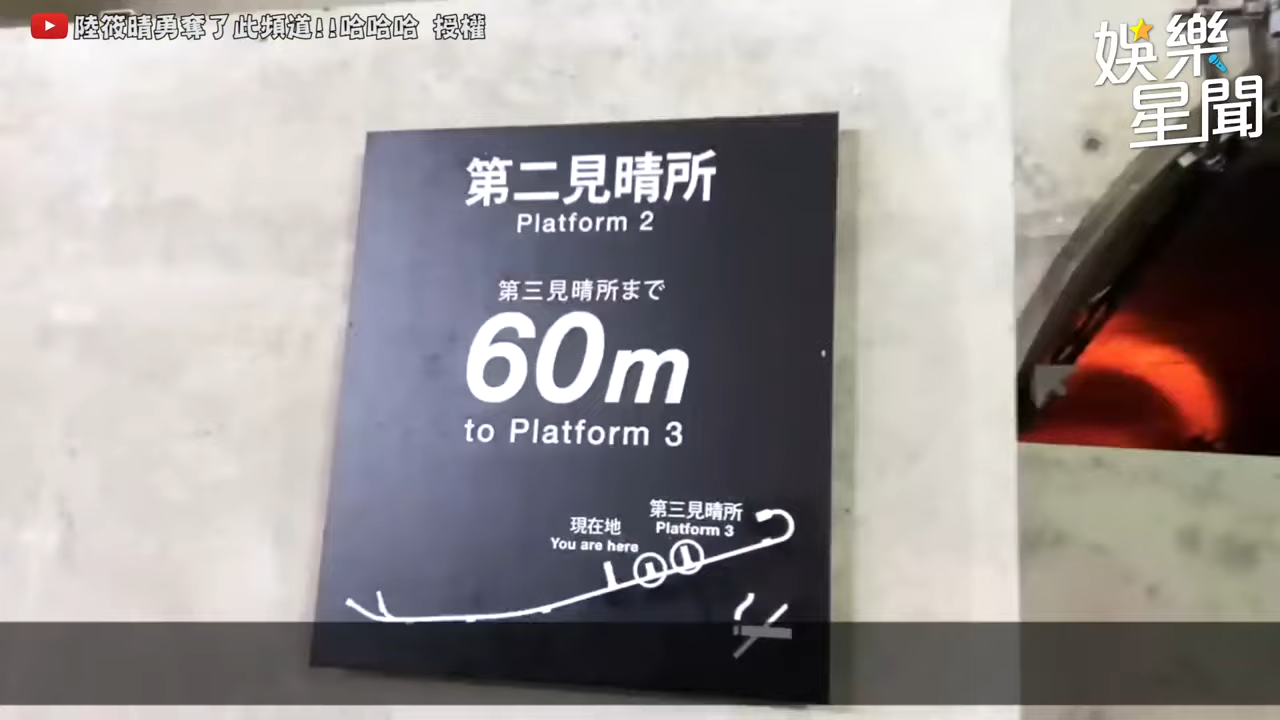 陸筱晴勇奪了此頻道!!哈哈哈 授權
娛樂
星聞
第二見晴所
Platform 2
第三見晴所まで
60m
to Platform 3
第三見晴所
Platform 3
現在地
You are here